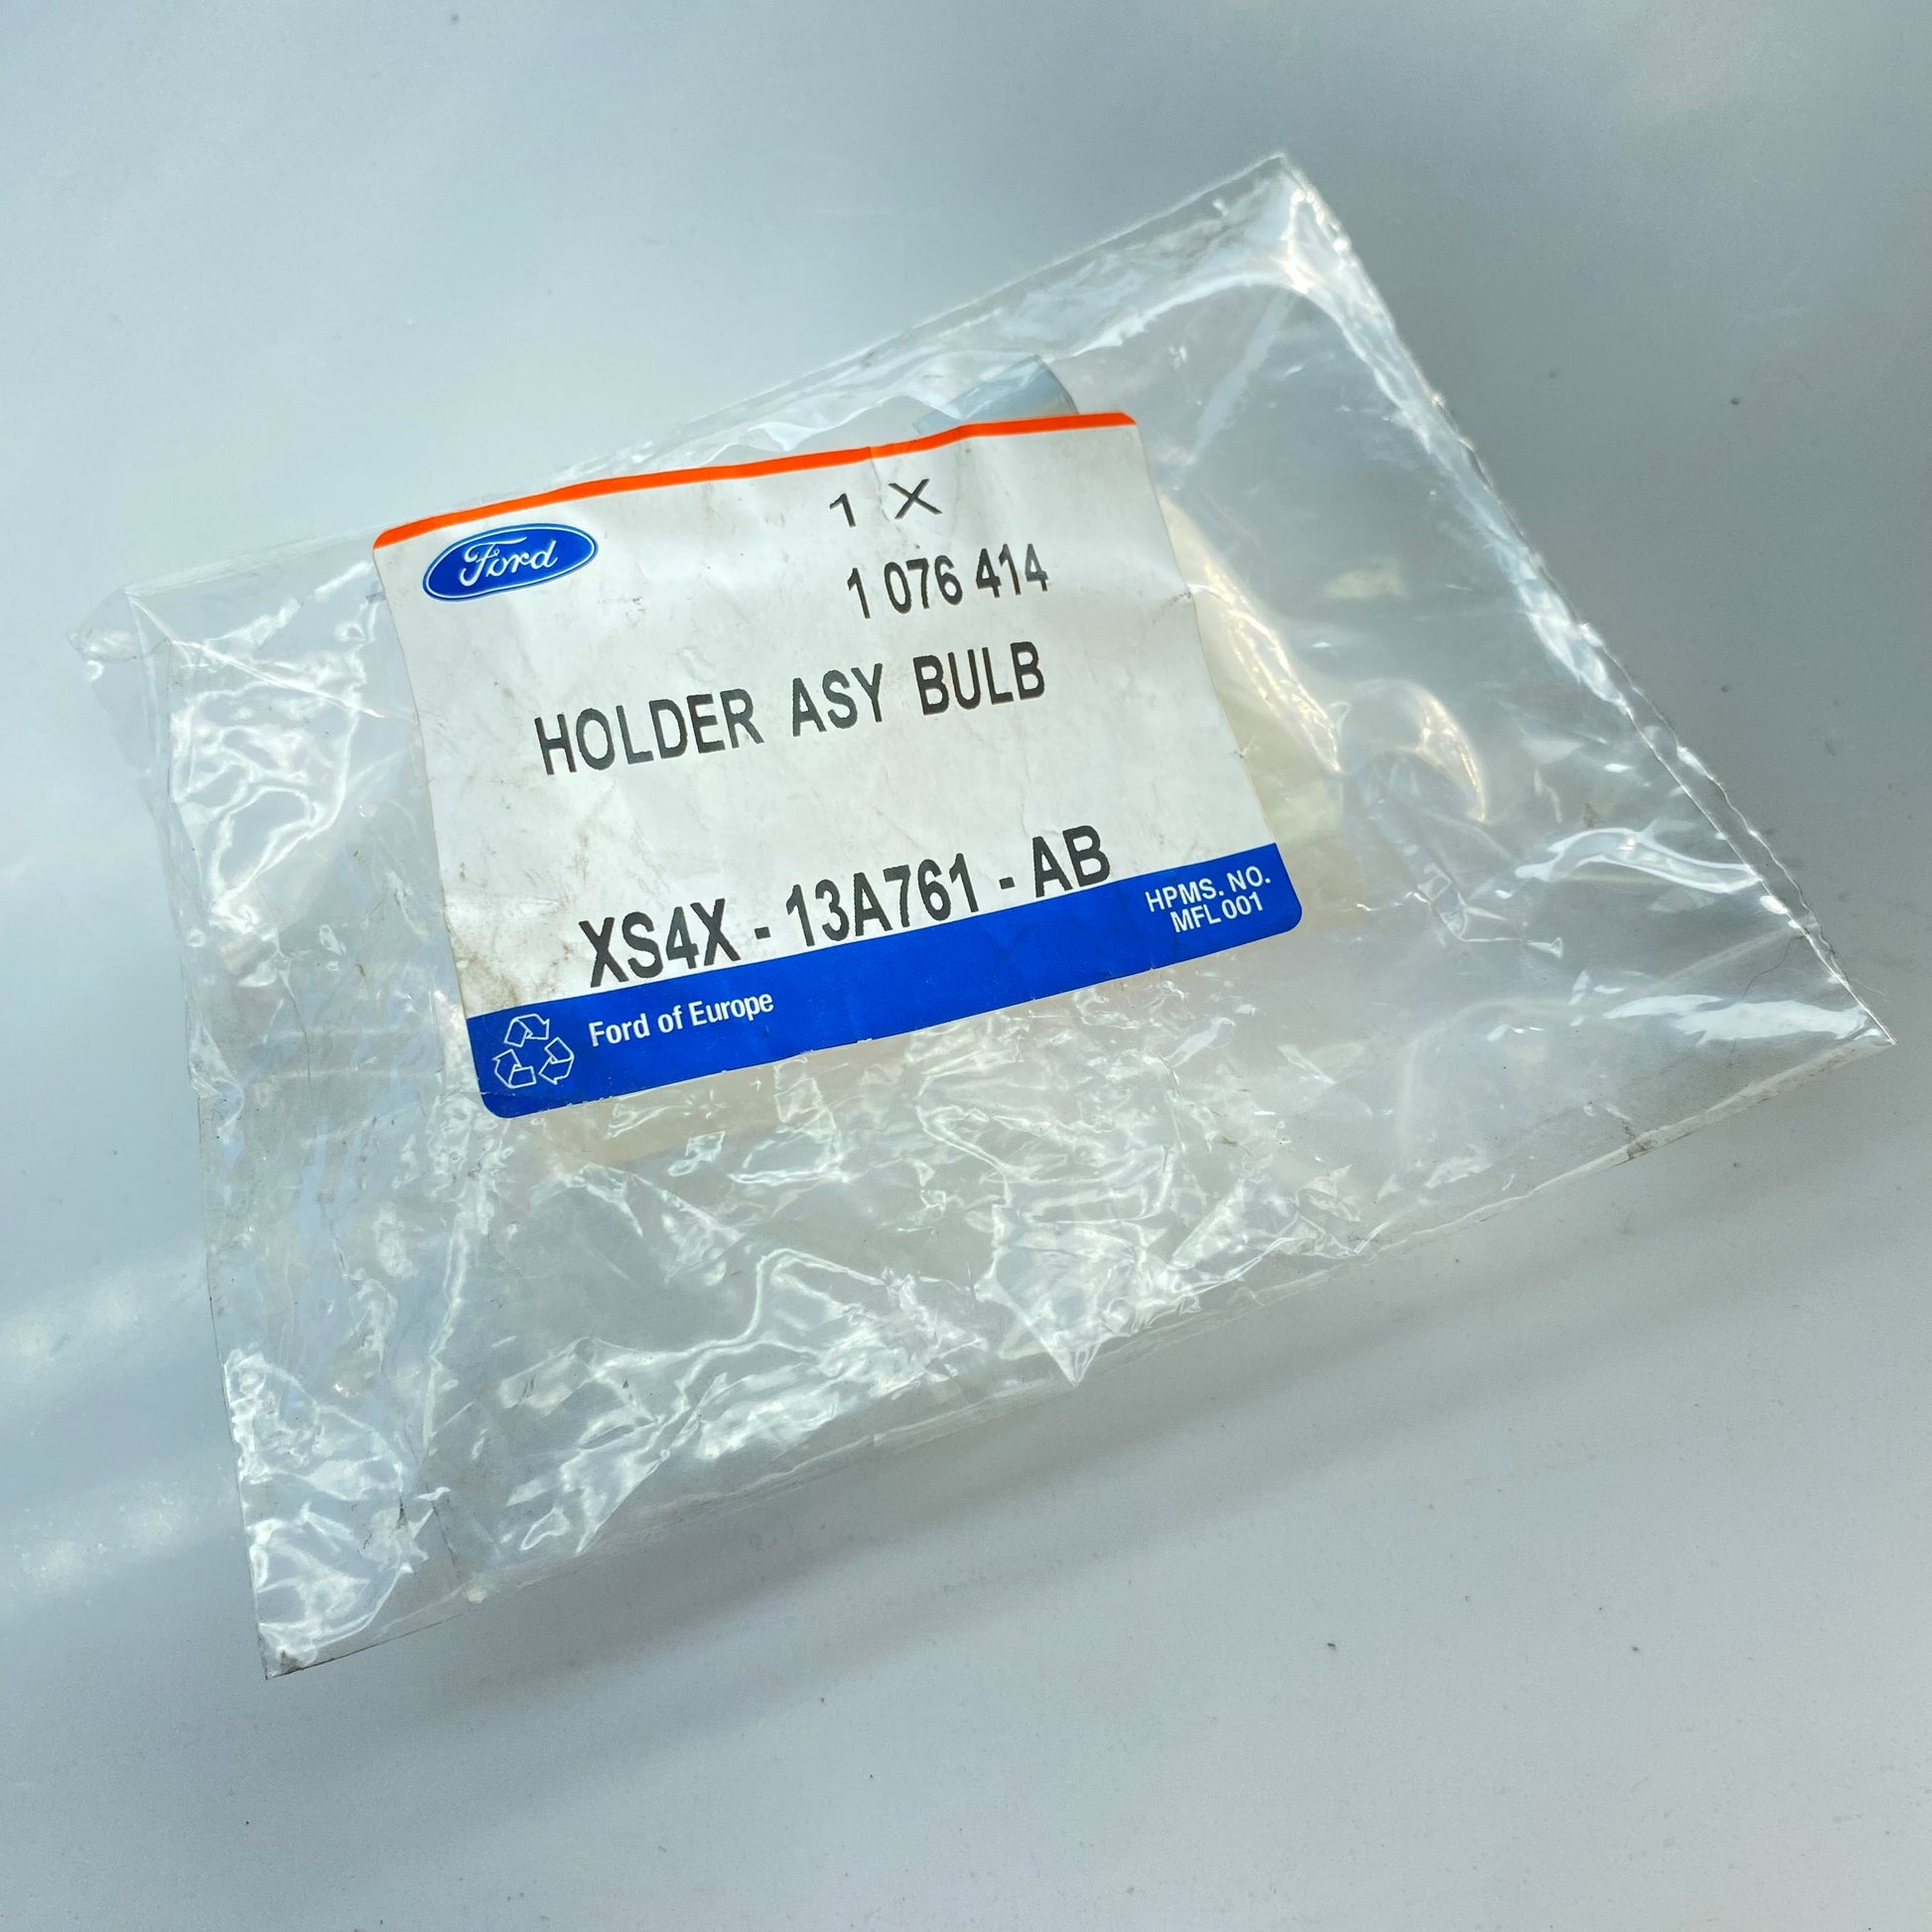 Ford
1 X
1 076 414
HOLDER ASY BULB
XS4X - 13A761 - AB
HPMS. NO.
MFL 001
Ford of Europe